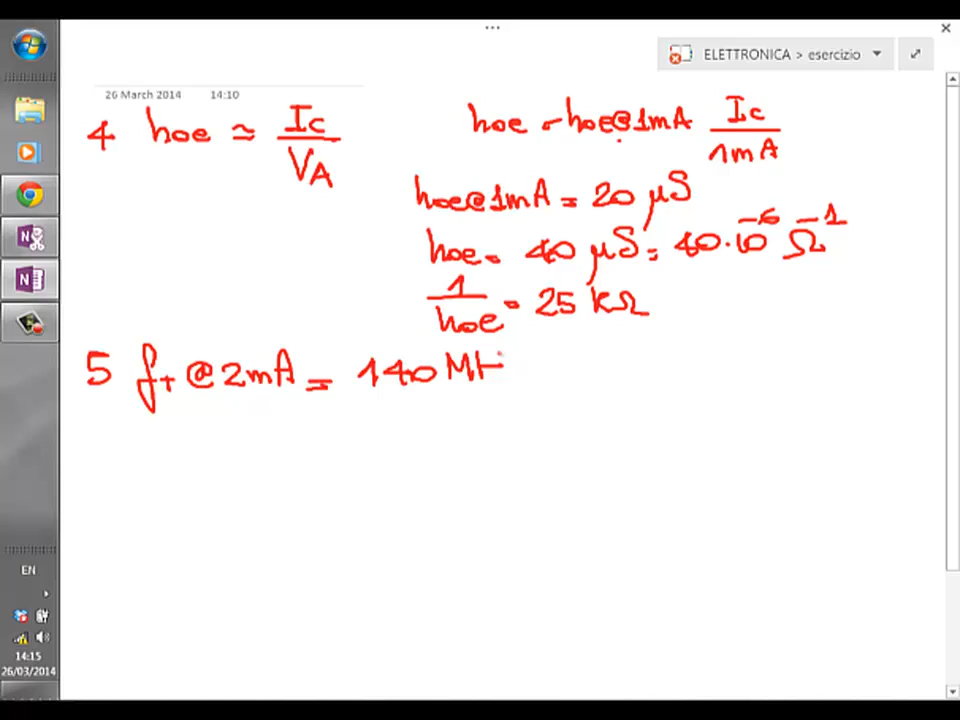 ELETTRONICA > esercizio
26 March 2014 14:10
4 hoe ≈ Ic/VA
hoe = hoe@1mA Ic/1mA
hoe@1mA = 20 μS
hoe = 40 μS = 40·10⁻⁶ Ω⁻¹
1/hoe = 25 kΩ
5 fT @2mA = 140 MH
EN
14:15
26/03/2014